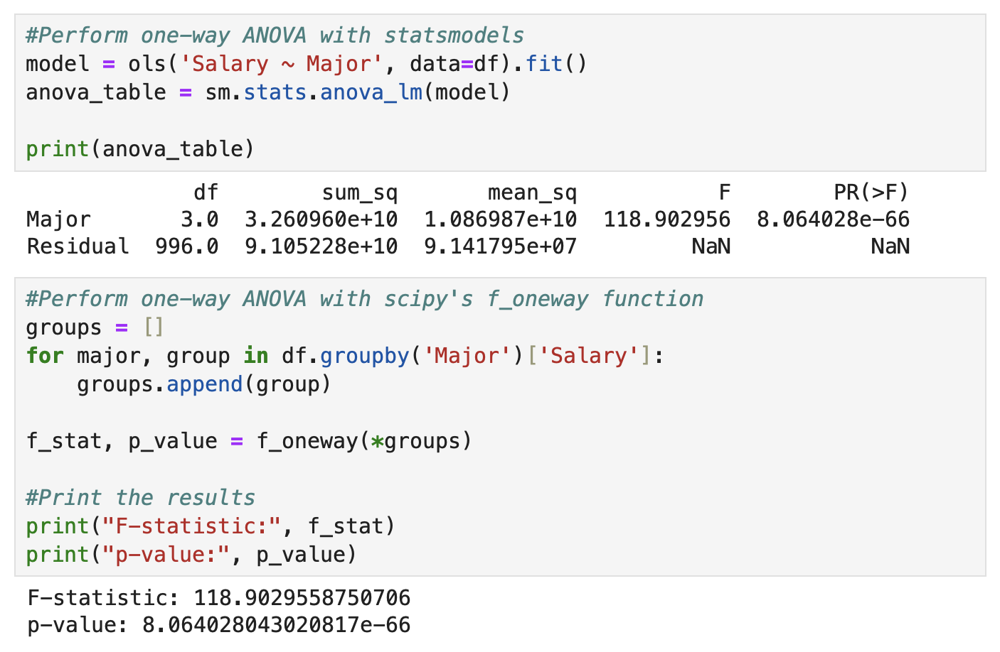 #Perform one-way ANOVA with statsmodels
model = ols('Salary ~ Major', data=df).fit()
anova_table = sm.stats.anova_lm(model)
print(anova_table)
df sum_sq mean_sq F PR(>F)
Major 3.0 3.260960e+10 1.086987e+10 118.902956 8.064028e-66
Residual 996.0 9.105228e+10 9.141795e+07 NaN NaN
#Perform one-way ANOVA with scipy's f_oneway function
groups = []
for major, group in df.groupby('Major')['Salary']:
    groups.append(group)
f_stat, p_value = f_oneway(*groups)
#Print the results
print("F-statistic:", f_stat)
print("p-value:", p_value)
F-statistic: 118.9029558750706
p-value: 8.064028043020817e-66